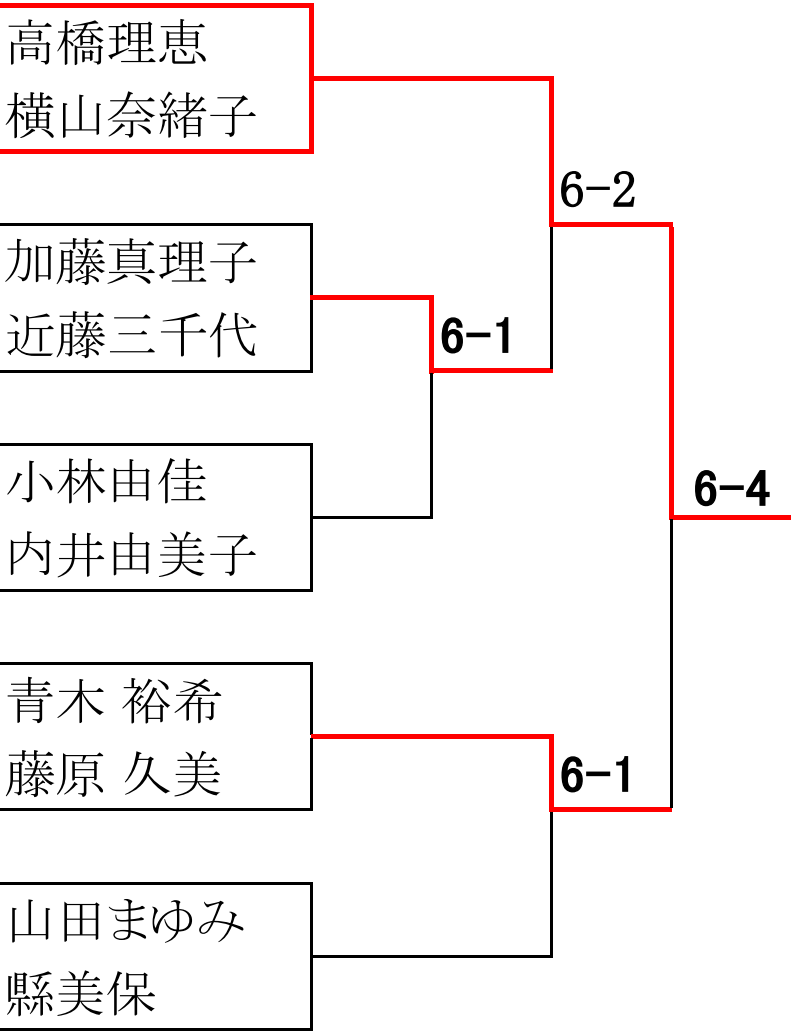 高橋理恵
横山奈緒子
6-2
加藤真理子
近藤三千代
6-1
小林由佳
内井由美子
6-4
青木 裕希
藤原 久美
6-1
山田まゆみ
縣美保